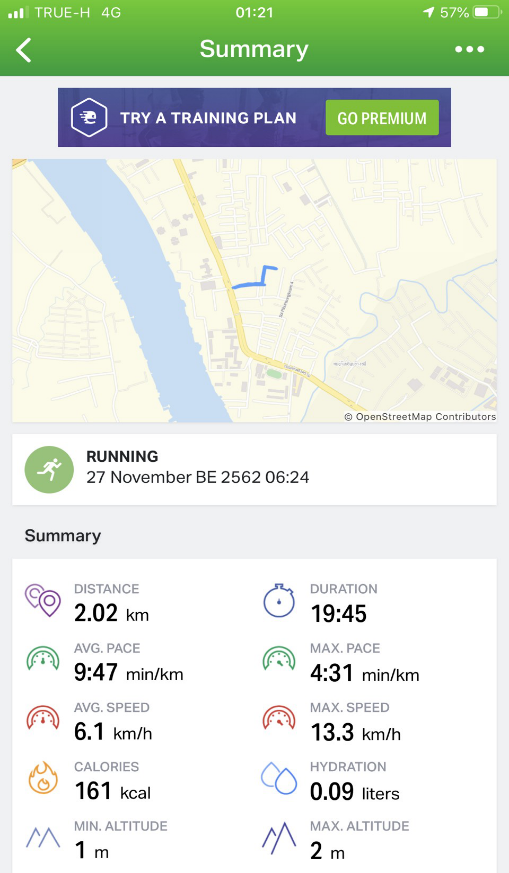 TRUE-H 4G 01:21 57%
Summary
TRY A TRAINING PLAN GO PREMIUM
© OpenStreetMap Contributors
RUNNING
27 November BE 2562 06:24
Summary
DISTANCE DURATION
2.02 km 19:45
AVG. PACE MAX. PACE
9:47 min/km 4:31 min/km
AVG. SPEED MAX. SPEED
6.1 km/h 13.3 km/h
CALORIES HYDRATION
161 kcal 0.09 liters
MIN. ALTITUDE MAX. ALTITUDE
1 m 2 m